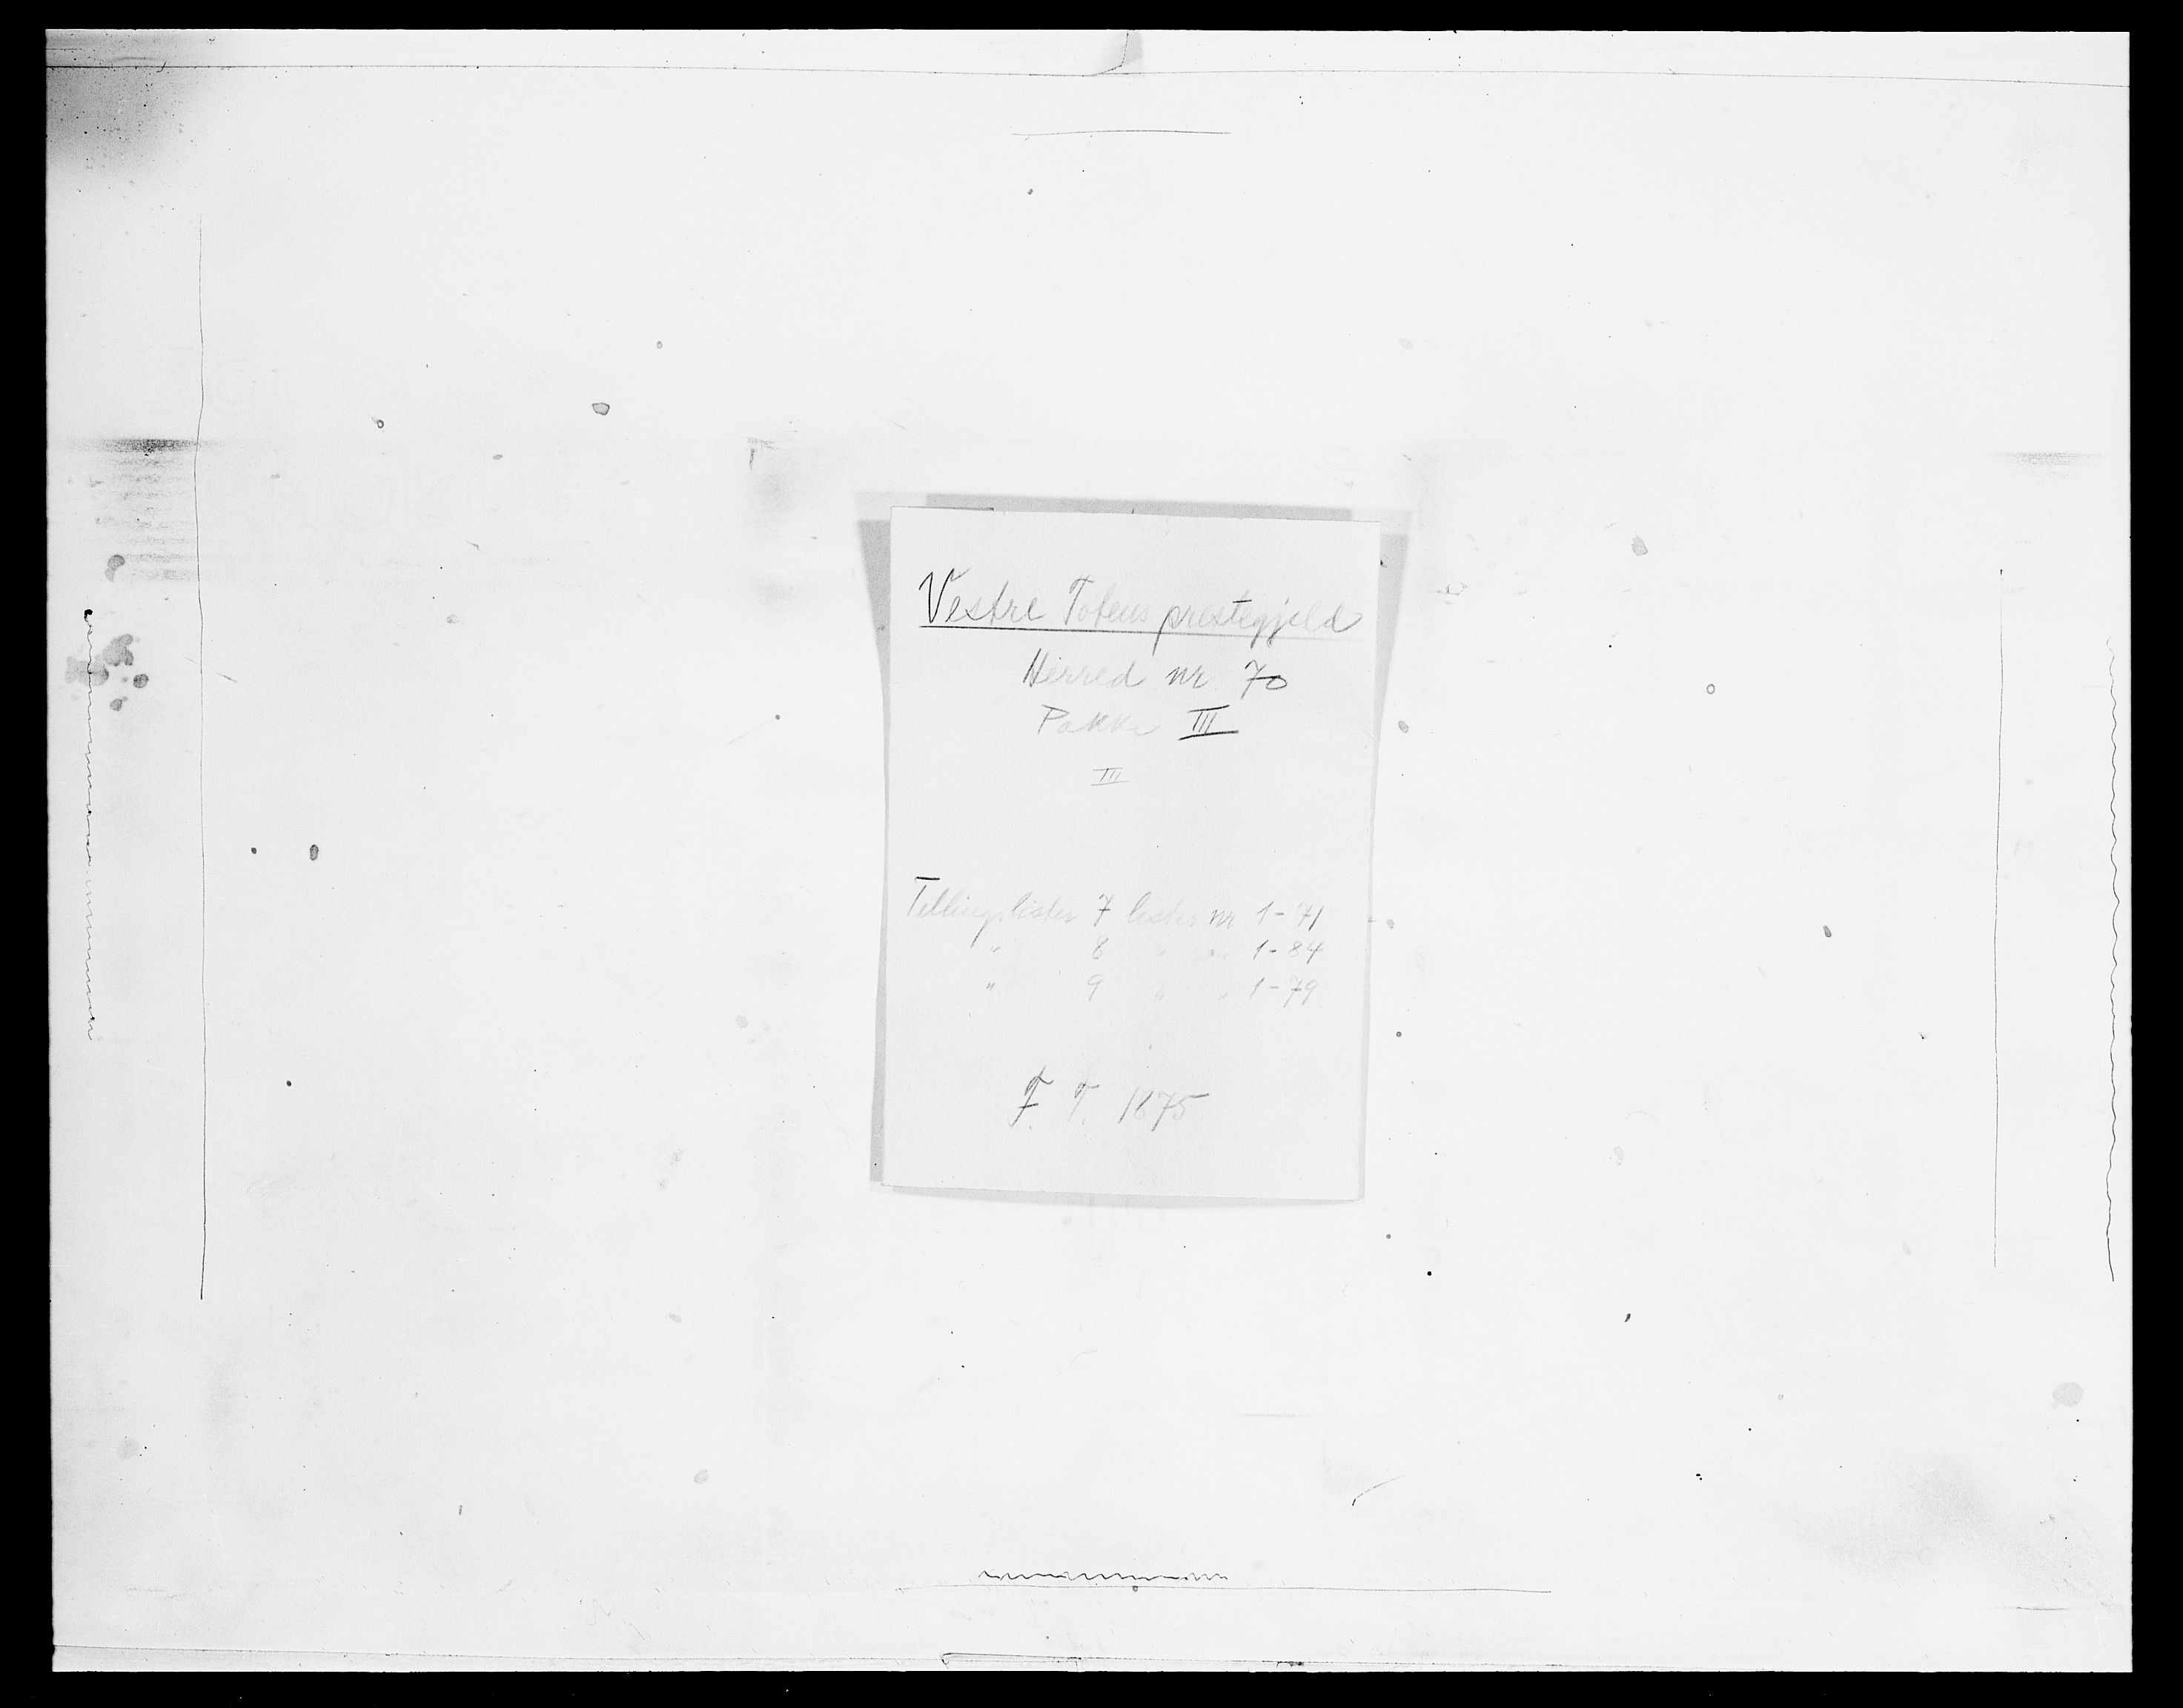 Vestre Totens prestegjeld
Herred nr 70
Pakke III
III
Tellingslister 7 lister nr 1-71
" 8 " " 1-84
" 9 " " 1-79
F. T. 1875